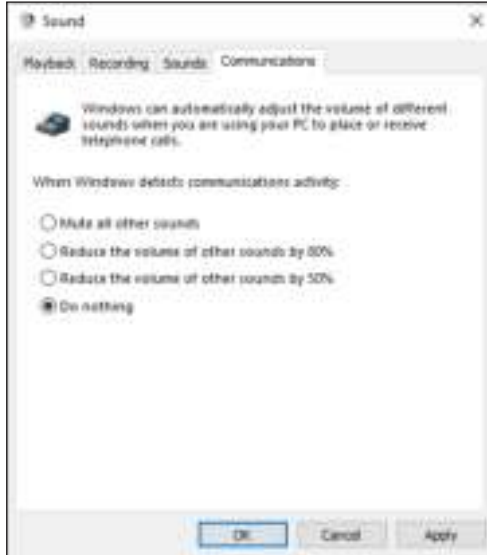 Sound
Playback Recording Sounds Communications
Windows can automatically adjust the volume of different
sounds when you are using your PC to place or receive
telephone calls.
When Windows detects communications activity:
Mute all other sounds
Reduce the volume of other sounds by 80%
Reduce the volume of other sounds by 50%
Do nothing
OK Cancel Apply